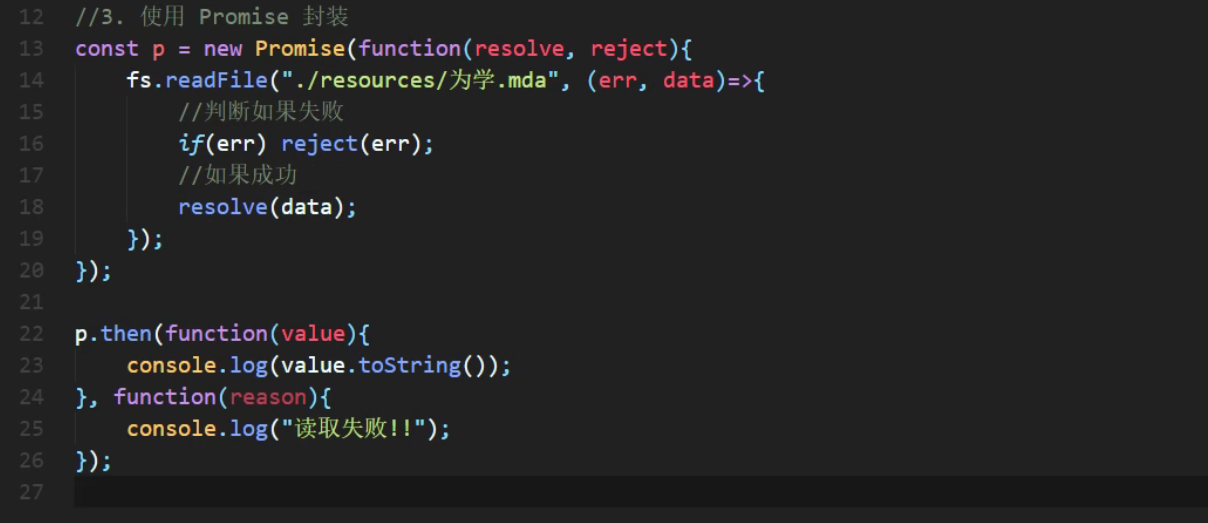 12 //3. 使用 Promise 封装
13 const p = new Promise(function(resolve, reject){
14     fs.readFile("./resources/为学.mda", (err, data)=>{
15         //判断如果失败
16         if(err) reject(err);
17         //如果成功
18         resolve(data);
19     });
20 });
21
22 p.then(function(value){
23     console.log(value.toString());
24 }, function(reason){
25     console.log("读取失败!!");
26 });
27